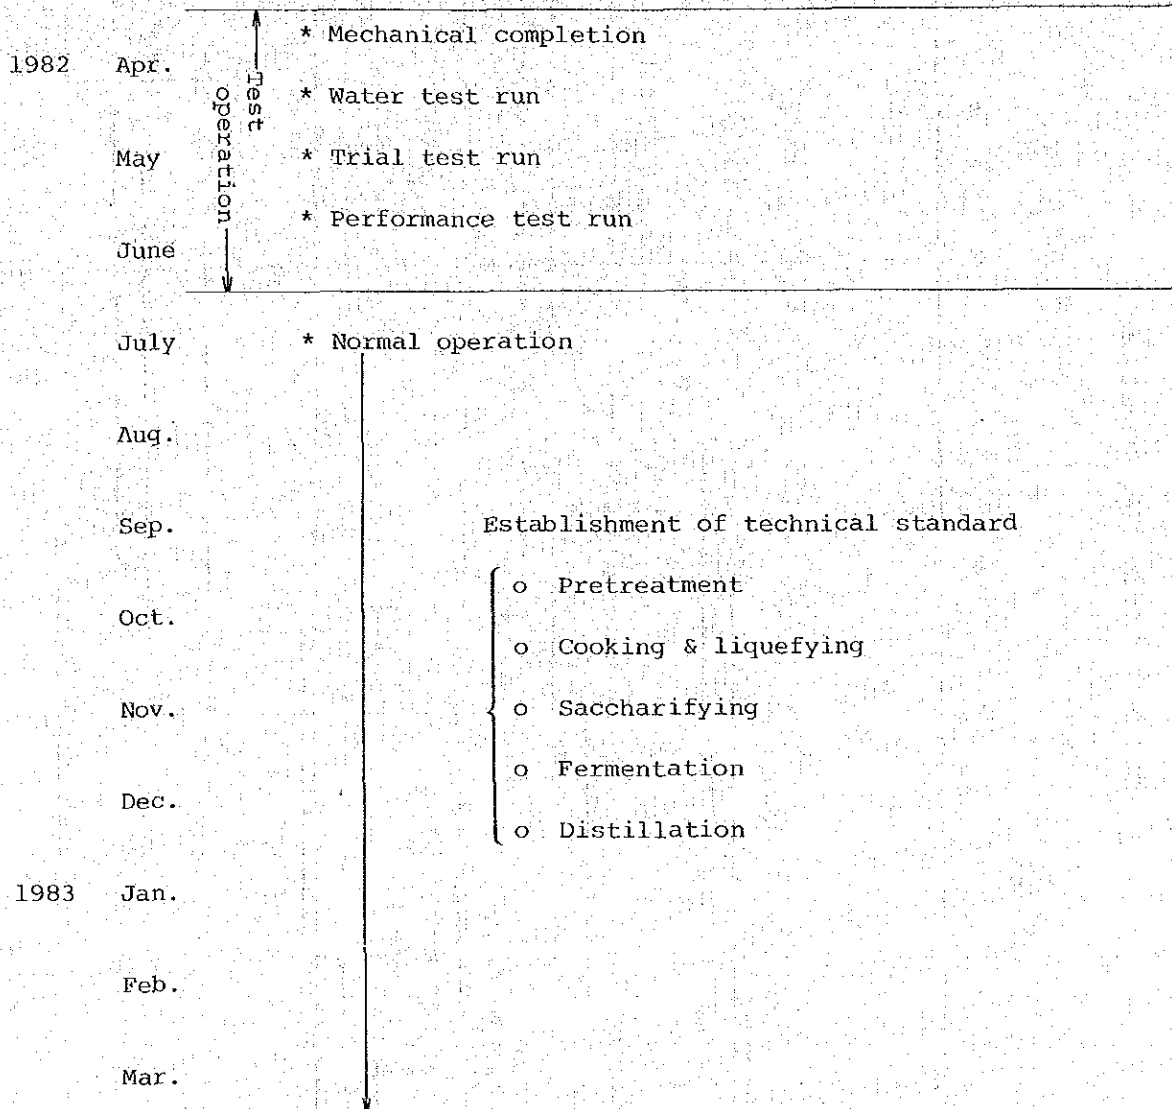 * Mechanical completion
1982 Apr.
Test operation
* Water test run
May * Trial test run
* Performance test run
June
July * Normal operation
Aug.
Sep. Establishment of technical standard
o Pretreatment
Oct.
o Cooking & liquefying
Nov. o Saccharifying
o Fermentation
Dec.
o Distillation
1983 Jan.
Feb.
Mar.